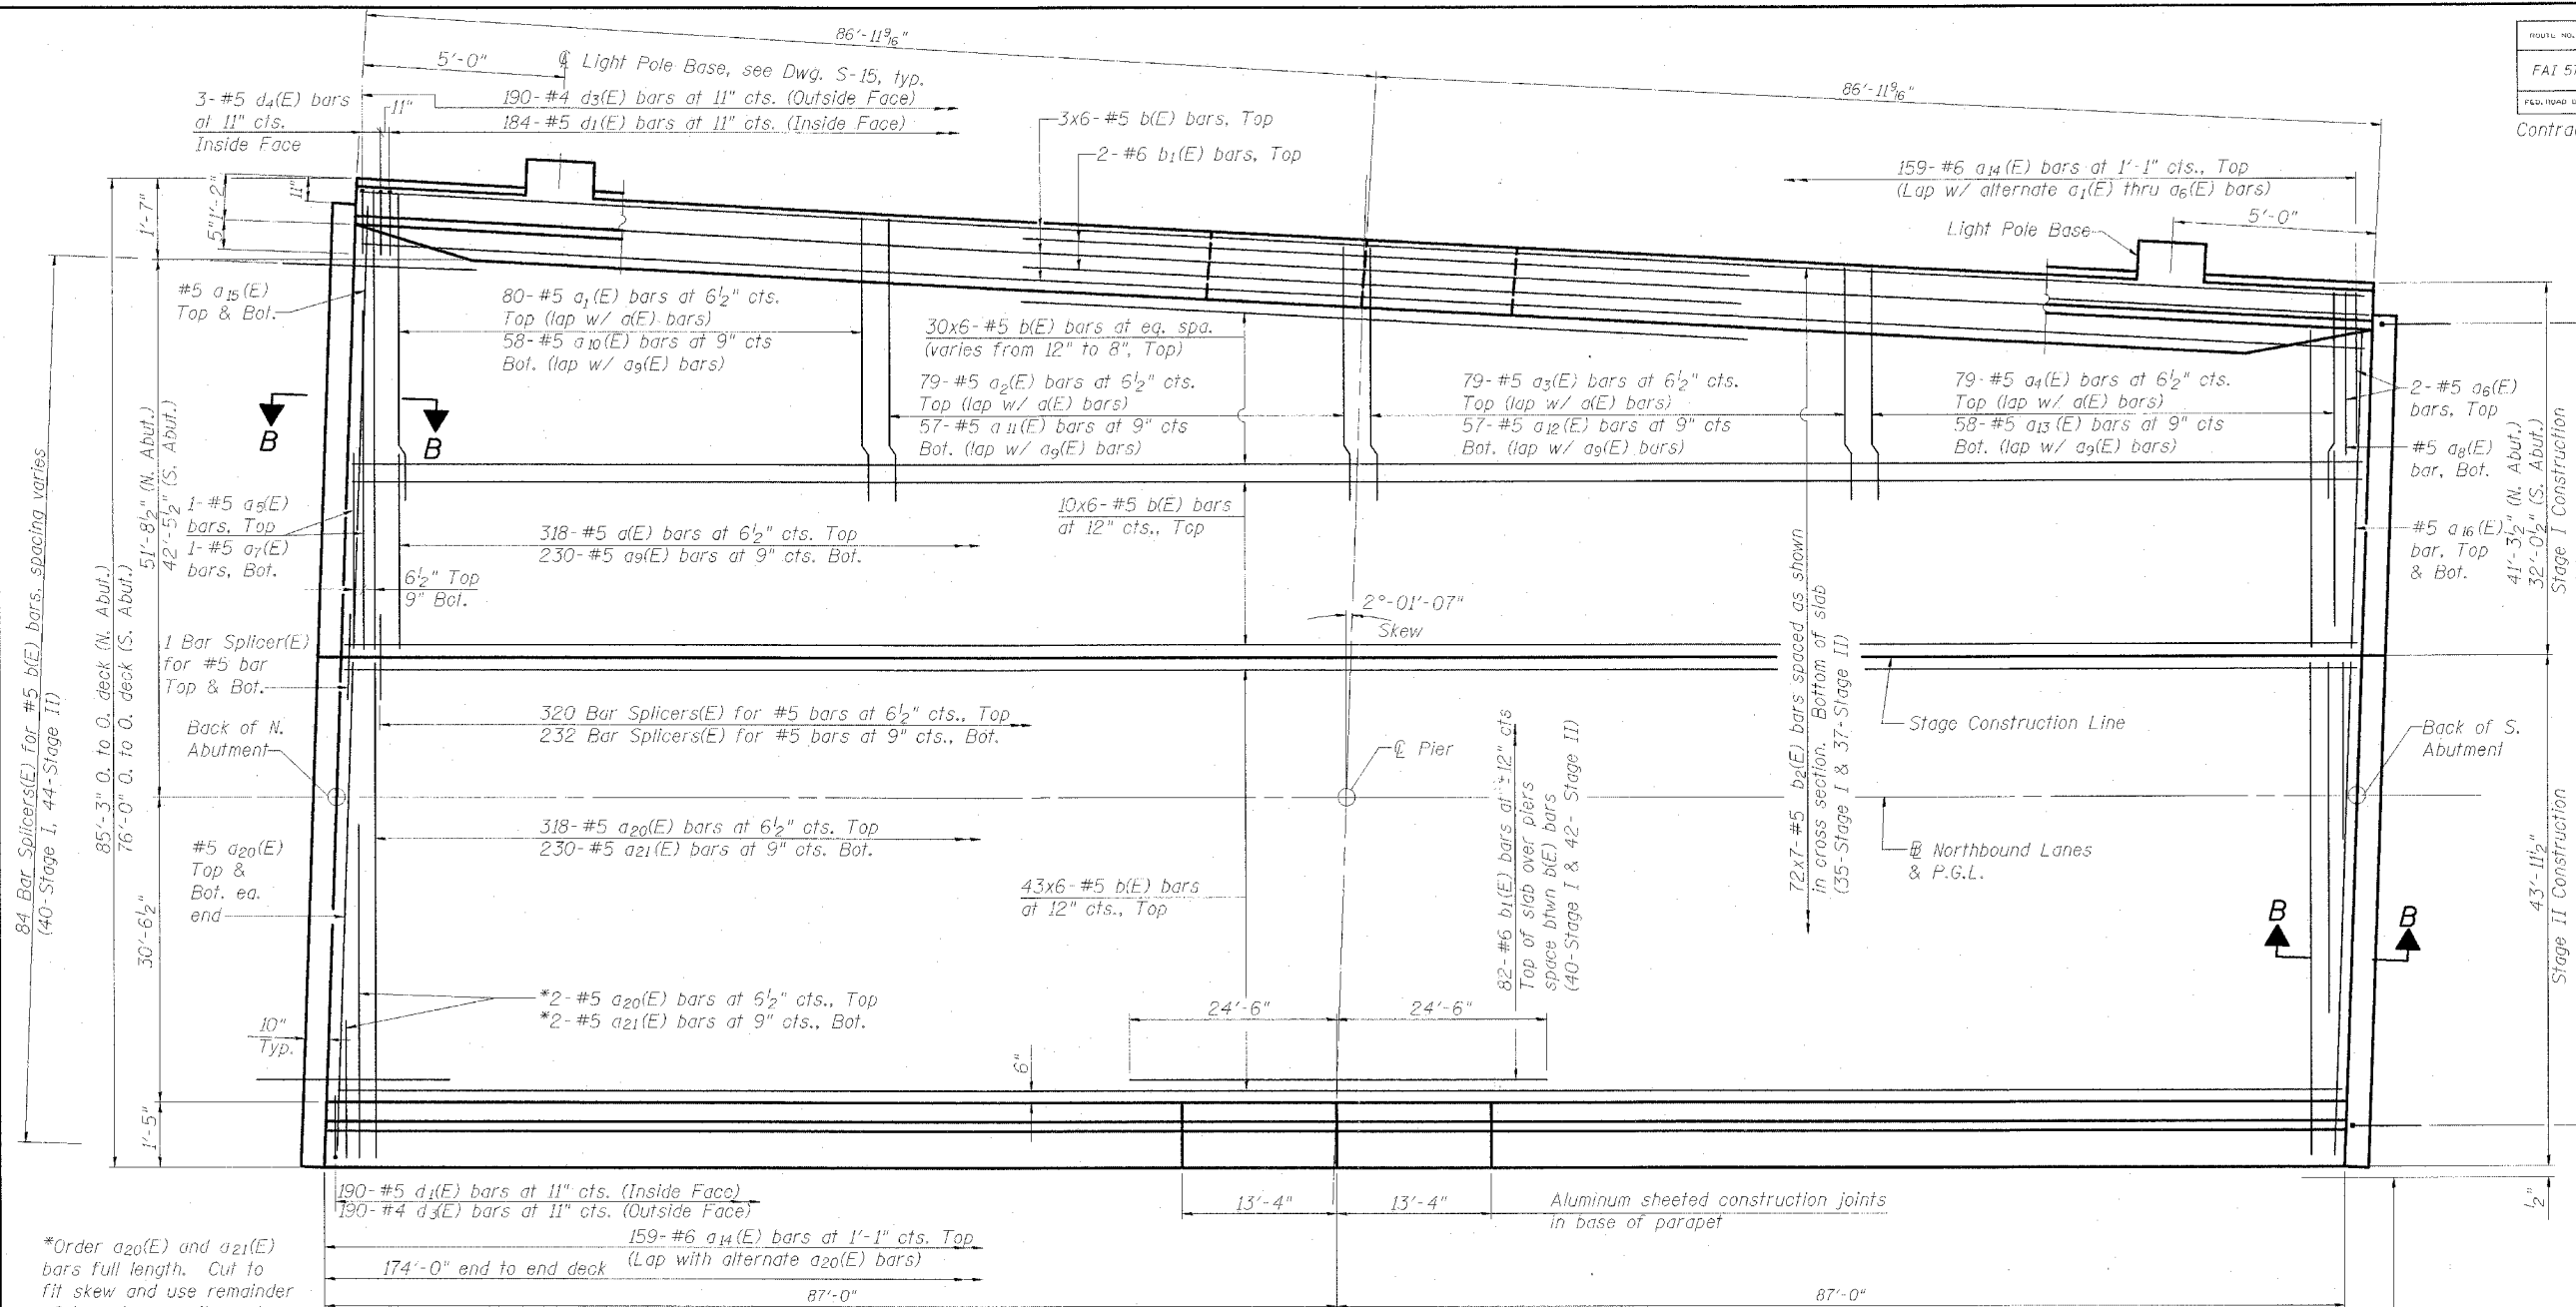 86'-11 9/16"
5'-0"
℄ Light Pole Base, see Dwg. S-15, typ.
3-#5 d4(E) bars
at 11" cts.
Inside Face
11"
190-#4 d3(E) bars at 11" cts. (Outside Face)
184-#5 d1(E) bars at 11" cts. (Inside Face)
86'-11 9/16"
ROUTE NO.
FAI 57
Contra
3x6-#5 b(E) bars, Top
2-#6 b1(E) bars, Top
159-#6 a14(E) bars at 1'-1" cts., Top
(Lap w/ alternate a1(E) thru a6(E) bars)
Light Pole Base
5'-0"
1'-7"
5"
1'-2"
11"
#5 a15(E)
Top & Bot.
80-#5 a1(E) bars at 6½" cts.
Top (lap w/ a(E) bars)
58-#5 a10(E) bars at 9" cts
Bot. (lap w/ a9(E) bars)
30x6-#5 b(E) bars at eq. spa.
(varies from 12" to 8", Top)
79-#5 a2(E) bars at 6½" cts.
Top (lap w/ a(E) bars)
57-#5 a11(E) bars at 9" cts
Bot. (lap w/ a9(E) bars)
79-#5 a3(E) bars at 6½" cts.
Top (lap w/ a(E) bars)
57-#5 a12(E) bars at 9" cts
Bot. (lap w/ a9(E) bars)
79-#5 a4(E) bars at 6½" cts.
Top (lap w/ a(E) bars)
58-#5 a13(E) bars at 9" cts
Bot. (lap w/ a9(E) bars)
2-#5 a6(E)
bars, Top
#5 a8(E)
bar, Bot.
#5 a16(E)
bar, Top
& Bot.
41'-3½" (N. Abut.)
32'-0½" (S. Abut.)
Stage I Construction
B
B
84 Bar Splicers(E) for #5 b(E) bars, spacing varies
(40-Stage I, 44-Stage II)
85'-3" O. to O. deck (N. Abut.)
76'-0" O. to O. deck (S. Abut.)
51'-8½" (N. Abut.)
42'-5½" (S. Abut.)
1-#5 a5(E)
bars, Top
1-#5 a7(E)
bars, Bot.
318-#5 a(E) bars at 6½" cts. Top
230-#5 a9(E) bars at 9" cts. Bot.
6½" Top
9" Bot.
10x6-#5 b(E) bars
at 12" cts., Top
2°-01'-07"
Skew
72x7-#5 b2(E) bars spaced as shown
in cross section. Bottom of slab
(35-Stage I & 37-Stage II)
1 Bar Splicer(E)
for #5 bar
Top & Bot.
Back of N.
Abutment
320 Bar Splicers(E) for #5 bars at 6½" cts., Top
232 Bar Splicers(E) for #5 bars at 9" cts., Bot.
℄ Pier
Stage Construction Line
Back of S.
Abutment
30'-6½"
#5 a20(E)
Top &
Bot. ea.
end
318-#5 a20(E) bars at 6½" cts. Top
230-#5 a21(E) bars at 9" cts. Bot.
43x6-#5 b(E) bars
at 12" cts., Top
82-#6 b1(E) bars at ±12" cts
Top of slab over piers
space btwn b(E) bars
(40-Stage I & 42- Stage II)
℄ Northbound Lanes
& P.G.L.
B
B
43'-11½"
Stage II Construction
*2-#5 a20(E) bars at 6½" cts., Top
*2-#5 a21(E) bars at 9" cts., Bot.
10"
Typ.
24'-6"
24'-6"
6"
1'-5"
190-#5 d1(E) bars at 11" cts. (Inside Face)
190-#4 d3(E) bars at 11" cts. (Outside Face)
13'-4"
13'-4"
Aluminum sheeted construction joints
in base of parapet
½"
159-#6 a14(E) bars at 1'-1" cts. Top
(Lap with alternate a20(E) bars)
174'-0" end to end deck
87'-0"
87'-0"
*Order a20(E) and a21(E)
bars full length. Cut to
fit skew and use remainder